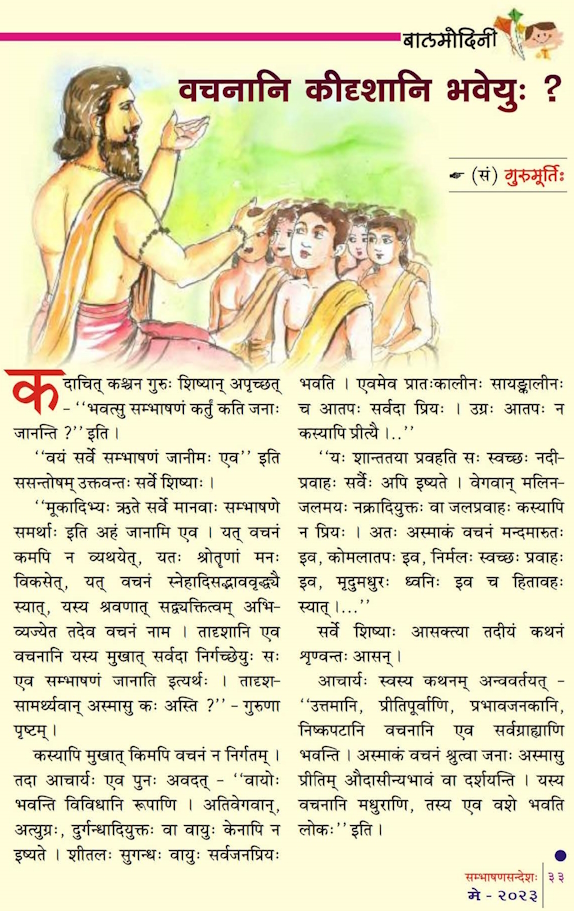 बालमोदिनी
वचनानि कीदृशानि भवेयुः ?
☛ (सं) गुरुमूर्तिः
कदाचित् कश्चन गुरुः शिष्यान् अपृच्छत्
– ‘‘भवत्सु सम्भाषणं कर्तुं कति जनाः
जानन्ति ?’’ इति ।
‘‘वयं सर्वे सम्भाषणं जानीमः एव’’ इति
ससन्तोषम् उक्तवन्तः सर्वे शिष्याः ।
‘‘मूकादिभ्यः ऋते सर्वे मानवाः सम्भाषणे
समर्थाः इति अहं जानामि एव । यत् वचनं
कमपि न व्यथयेत्, यतः श्रोतॄणां मनः
विकसेत्, यत् वचनं स्नेहादिसद्भाववृद्ध्यै
स्यात्, यस्य श्रवणात् सद्व्यक्तित्वम् अभि-
व्यज्येत तदेव वचनं नाम । तादृशानि एव
वचनानि यस्य मुखात् सर्वदा निर्गच्छेयुः सः
एव सम्भाषणं जानाति इत्यर्थः । तादृश-
सामर्थ्यवान् अस्मासु कः अस्ति ?’’ – गुरुणा
पृष्टम् ।
कस्यापि मुखात् किमपि वचनं न निर्गतम् ।
तदा आचार्यः एव पुनः अवदत् – ‘‘वायोः
भवन्ति विविधानि रूपाणि । अतिवेगवान्,
अत्युग्रः, दुर्गन्धादियुक्तः वा वायुः केनापि न
इष्यते । शीतलः सुगन्धः वायुः सर्वजनप्रियः
भवति । एवमेव प्रातःकालीनः सायङ्कालीनः
च आतपः सर्वदा प्रियः । उग्रः आतपः न
कस्यापि प्रीत्यै ।..’’
‘‘यः शान्ततया प्रवहति सः स्वच्छः नदी-
प्रवाहः सर्वैः अपि इष्यते । वेगवान् मलिन-
जलमयः नक्रादियुक्तः वा जलप्रवाहः कस्यापि
न प्रियः । अतः अस्माकं वचनं मन्दमारुतः
इव, कोमलातपः इव, निर्मलः स्वच्छः प्रवाहः
इव, मृदुमधुरः ध्वनिः इव च हितावहः
स्यात् ।...’’
सर्वे शिष्याः आसक्त्या तदीयं कथनं
शृण्वन्तः आसन् ।
आचार्यः स्वस्य कथनम् अन्ववर्तयत् –
‘‘उत्तमानि, प्रीतिपूर्वाणि, प्रभावजनकानि,
निष्कपटानि वचनानि एव सर्वग्राह्याणि
भवन्ति । अस्माकं वचनं श्रुत्वा जनाः अस्मासु
प्रीतिम् औदासीन्यभावं वा दर्शयन्ति । यस्य
वचनानि मधुराणि, तस्य एव वशे भवति
लोकः’’ इति ।
सम्भाषणसन्देशः ३३
मे - २०२३